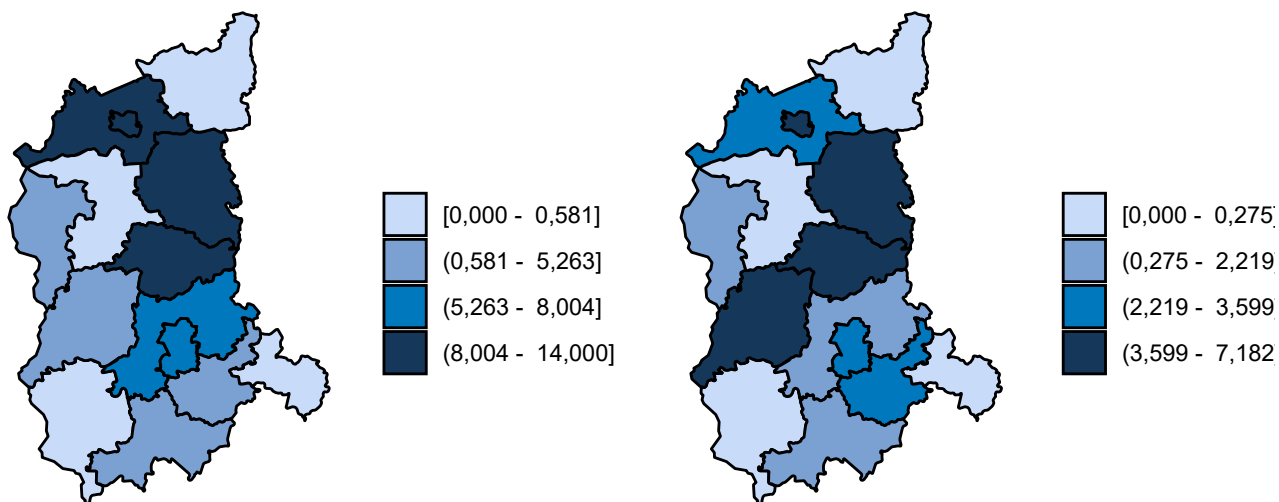 [0,000 - 0,581]
(0,581 - 5,263]
(5,263 - 8,004]
(8,004 - 14,000]
[0,000 - 0,275]
(0,275 - 2,219]
(2,219 - 3,599]
(3,599 - 7,182]